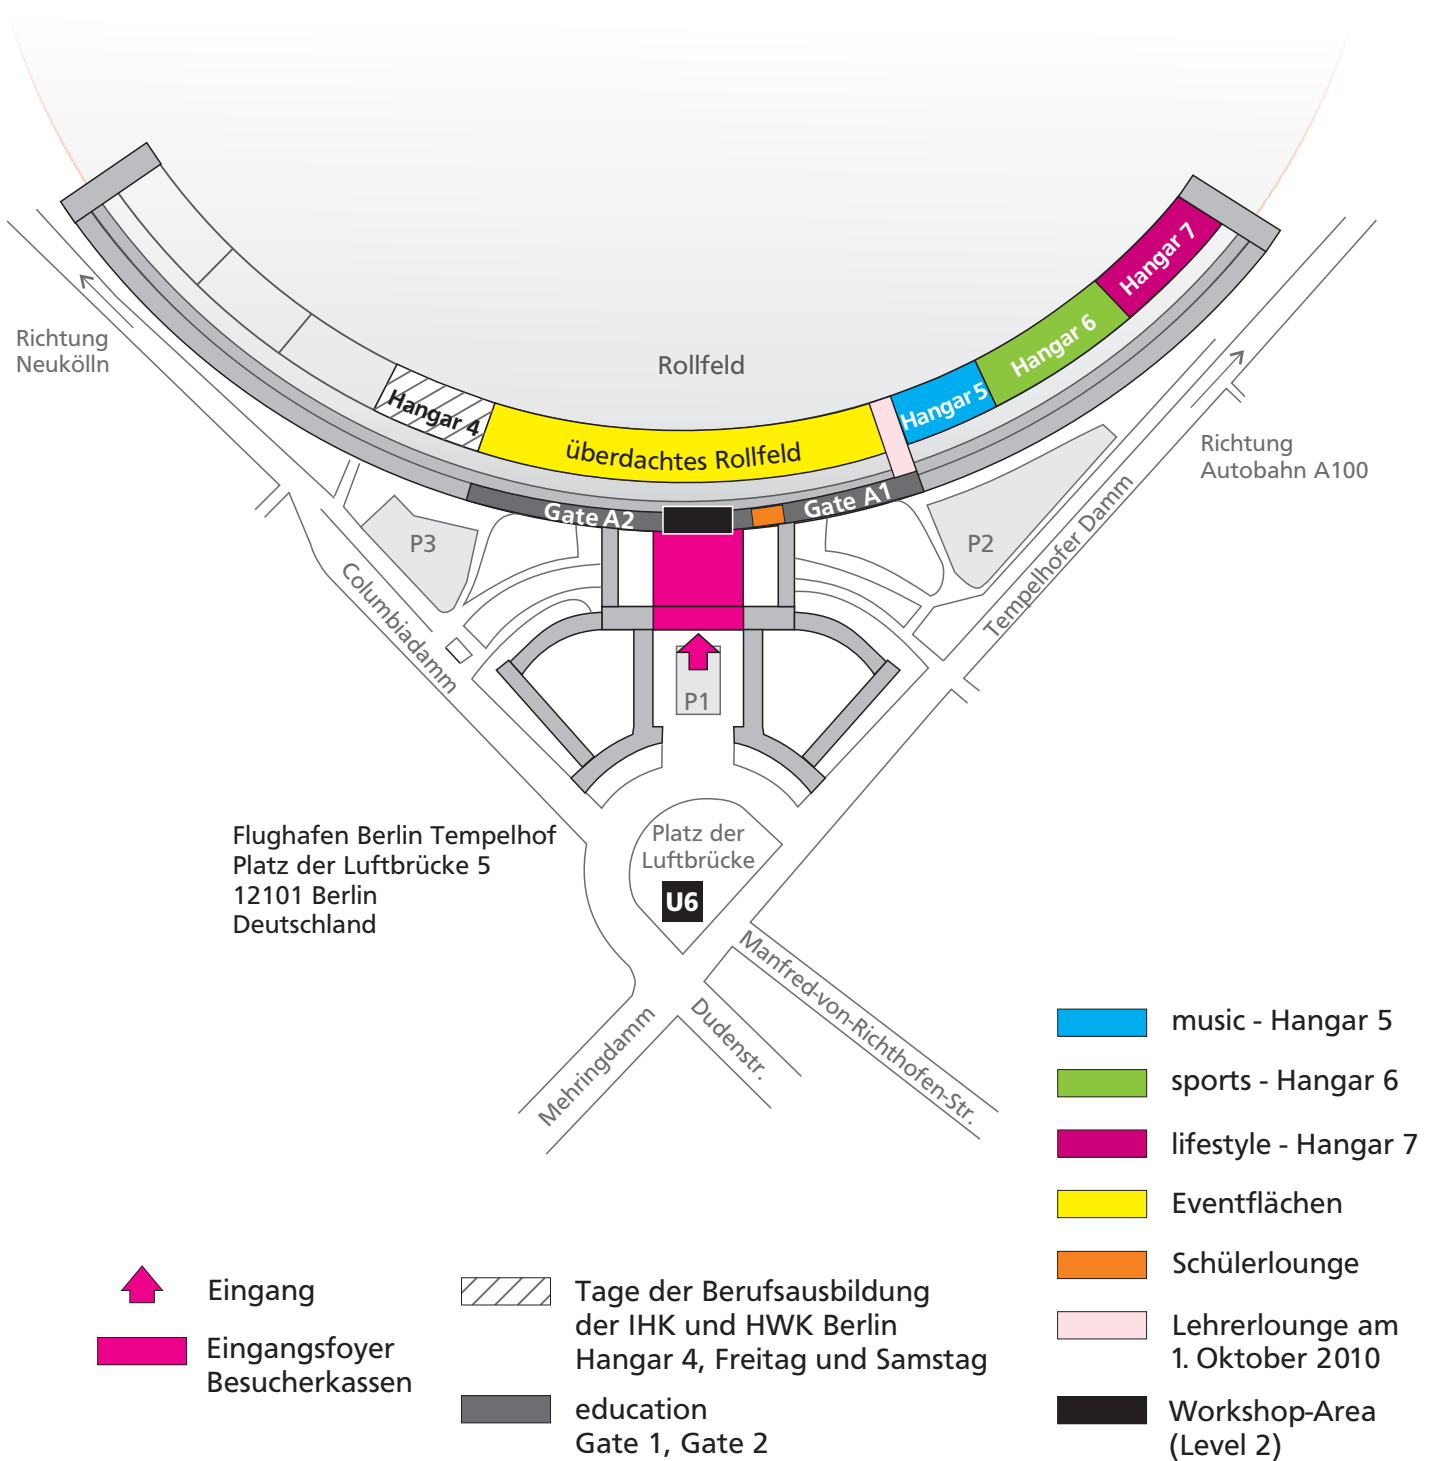 Hangar 7
Hangar 6
Richtung
Neukölln
Rollfeld
Hangar 4
Hangar 5
überdachtes Rollfeld
Richtung
Autobahn A100
Gate A2
Gate A1
P3
P2
Columbiadamm
Tempelhofer Damm
P1
Flughafen Berlin Tempelhof
Platz der Luftbrücke 5
12101 Berlin
Deutschland
Platz der
Luftbrücke
U6
Manfred-von-Richthofen-Str.
Dudenstr.
Mehringdamm
music - Hangar 5
sports - Hangar 6
lifestyle - Hangar 7
Eventflächen
Schülerlounge
Lehrerlounge am
1. Oktober 2010
Workshop-Area
(Level 2)
Eingang
Eingangsfoyer
Besucherkassen
Tage der Berufsausbildung
der IHK und HWK Berlin
Hangar 4, Freitag und Samstag
education
Gate 1, Gate 2